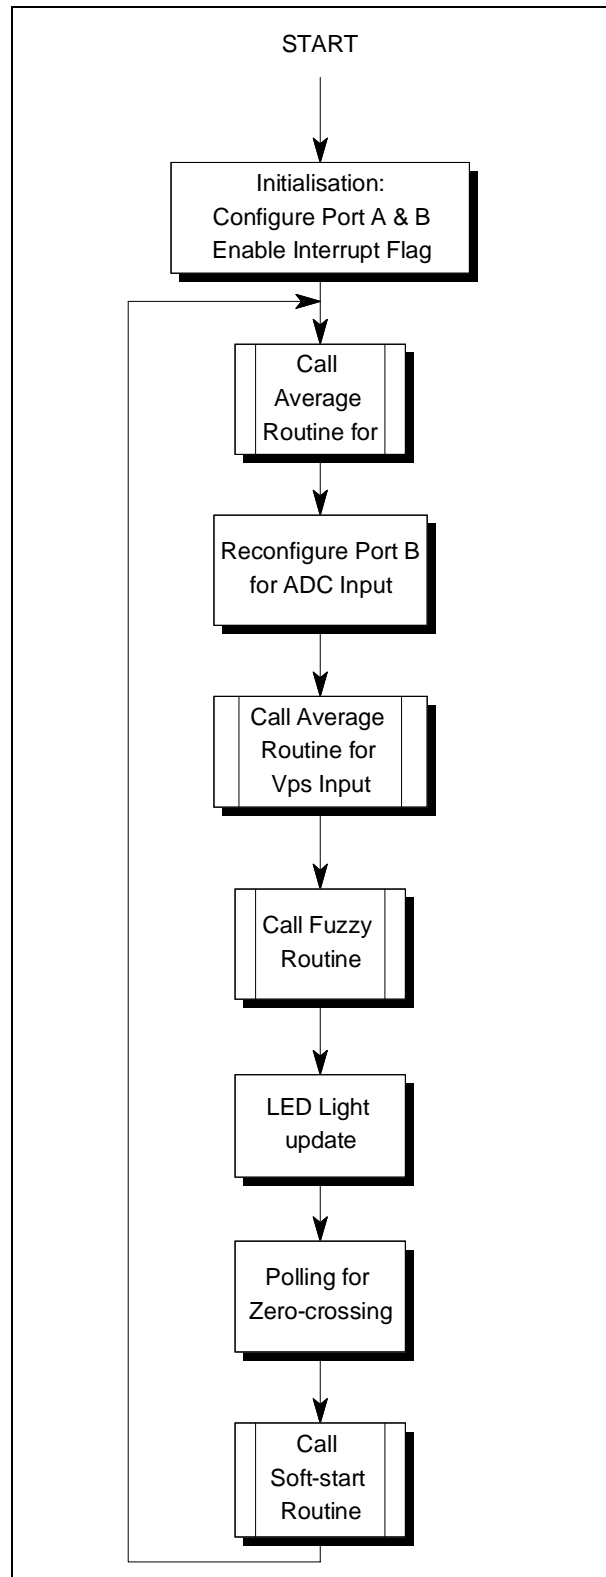 START
Initialisation:
Configure Port A & B
Enable Interrupt Flag
Call
Average
Routine for
Reconfigure Port B
for ADC Input
Call Average
Routine for
Vps Input
Call Fuzzy
Routine
LED Light
update
Polling for
Zero-crossing
Call
Soft-start
Routine